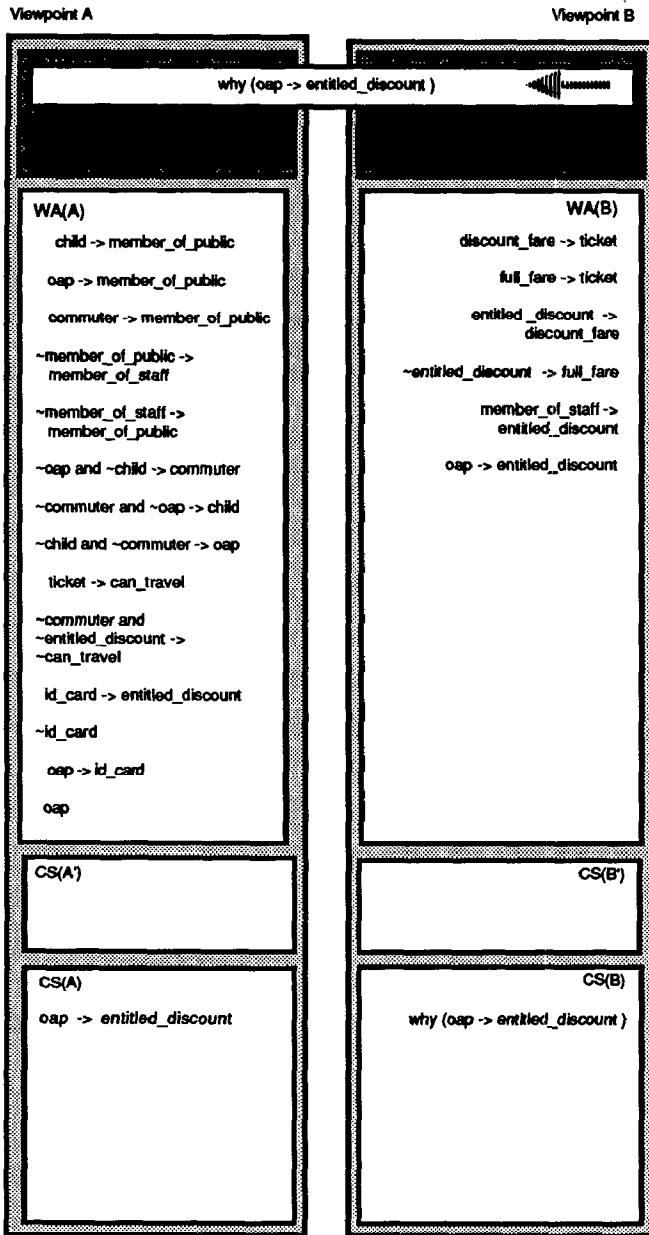 Viewpoint A
Viewpoint B
why (oap -> entitled_discount )
WA(A)
child -> member_of_public
oap -> member_of_public
commuter -> member_of_public
~member_of_public ->
member_of_staff
~member_of_staff ->
member_of_public
~oap and ~child -> commuter
~commuter and ~oap -> child
~child and ~commuter -> oap
ticket -> can_travel
~commuter and
~entitled_discount ->
~can_travel
id_card -> entitled_discount
~id_card
oap -> id_card
oap
WA(B)
discount_fare -> ticket
full_fare -> ticket
entitled _discount ->
discount_fare
~entitled_discount -> full_fare
member_of_staff ->
entitled_discount
oap -> entitled_discount
CS(A')
CS(B')
CS(A)
oap -> entitled_discount
CS(B)
why (oap -> entitled_discount )